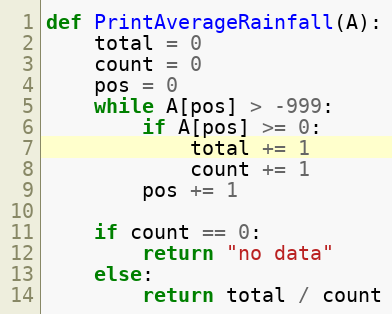 1 def PrintAverageRainfall(A):
2     total = 0
3     count = 0
4     pos = 0
5     while A[pos] > -999:
6         if A[pos] >= 0:
7             total += 1
8             count += 1
9         pos += 1
10
11     if count == 0:
12         return "no data"
13     else:
14         return total / count